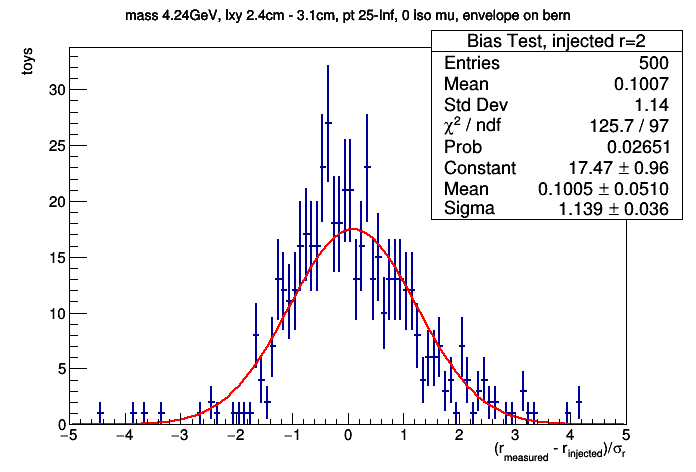 mass 4.24GeV, lxy 2.4cm - 3.1cm, pt 25-Inf, 0 Iso mu, envelope on bern
Bias Test, injected r=2
Entries 500
Mean 0.1007
Std Dev 1.14
χ² / ndf 125.7 / 97
Prob 0.02651
Constant 17.47 ± 0.96
Mean 0.1005 ± 0.0510
Sigma 1.139 ± 0.036
toys
30
25
20
15
10
5
0
−5 −4 −3 −2 −1 0 1 2 3 4 5
(r_measured - r_injected)/σ_r